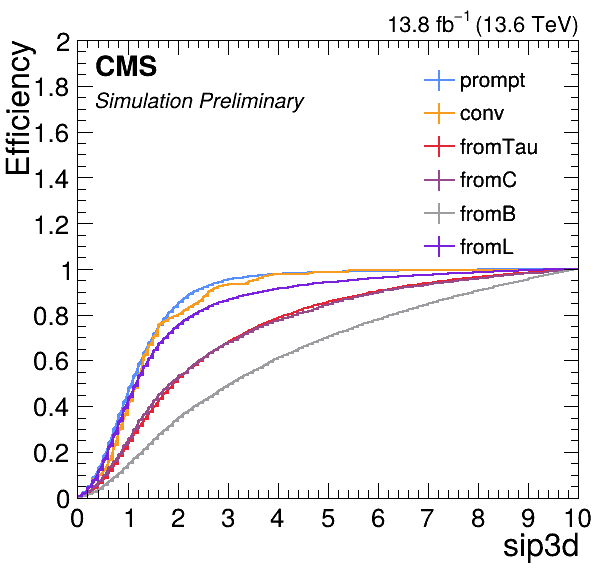 13.8 fb⁻¹ (13.6 TeV)
Efficiency
2
1.8
1.6
1.4
1.2
1
0.8
0.6
0.4
0.2
0
CMS
Simulation Preliminary
prompt
conv
fromTau
fromC
fromB
fromL
0 1 2 3 4 5 6 7 8 9 10
sip3d